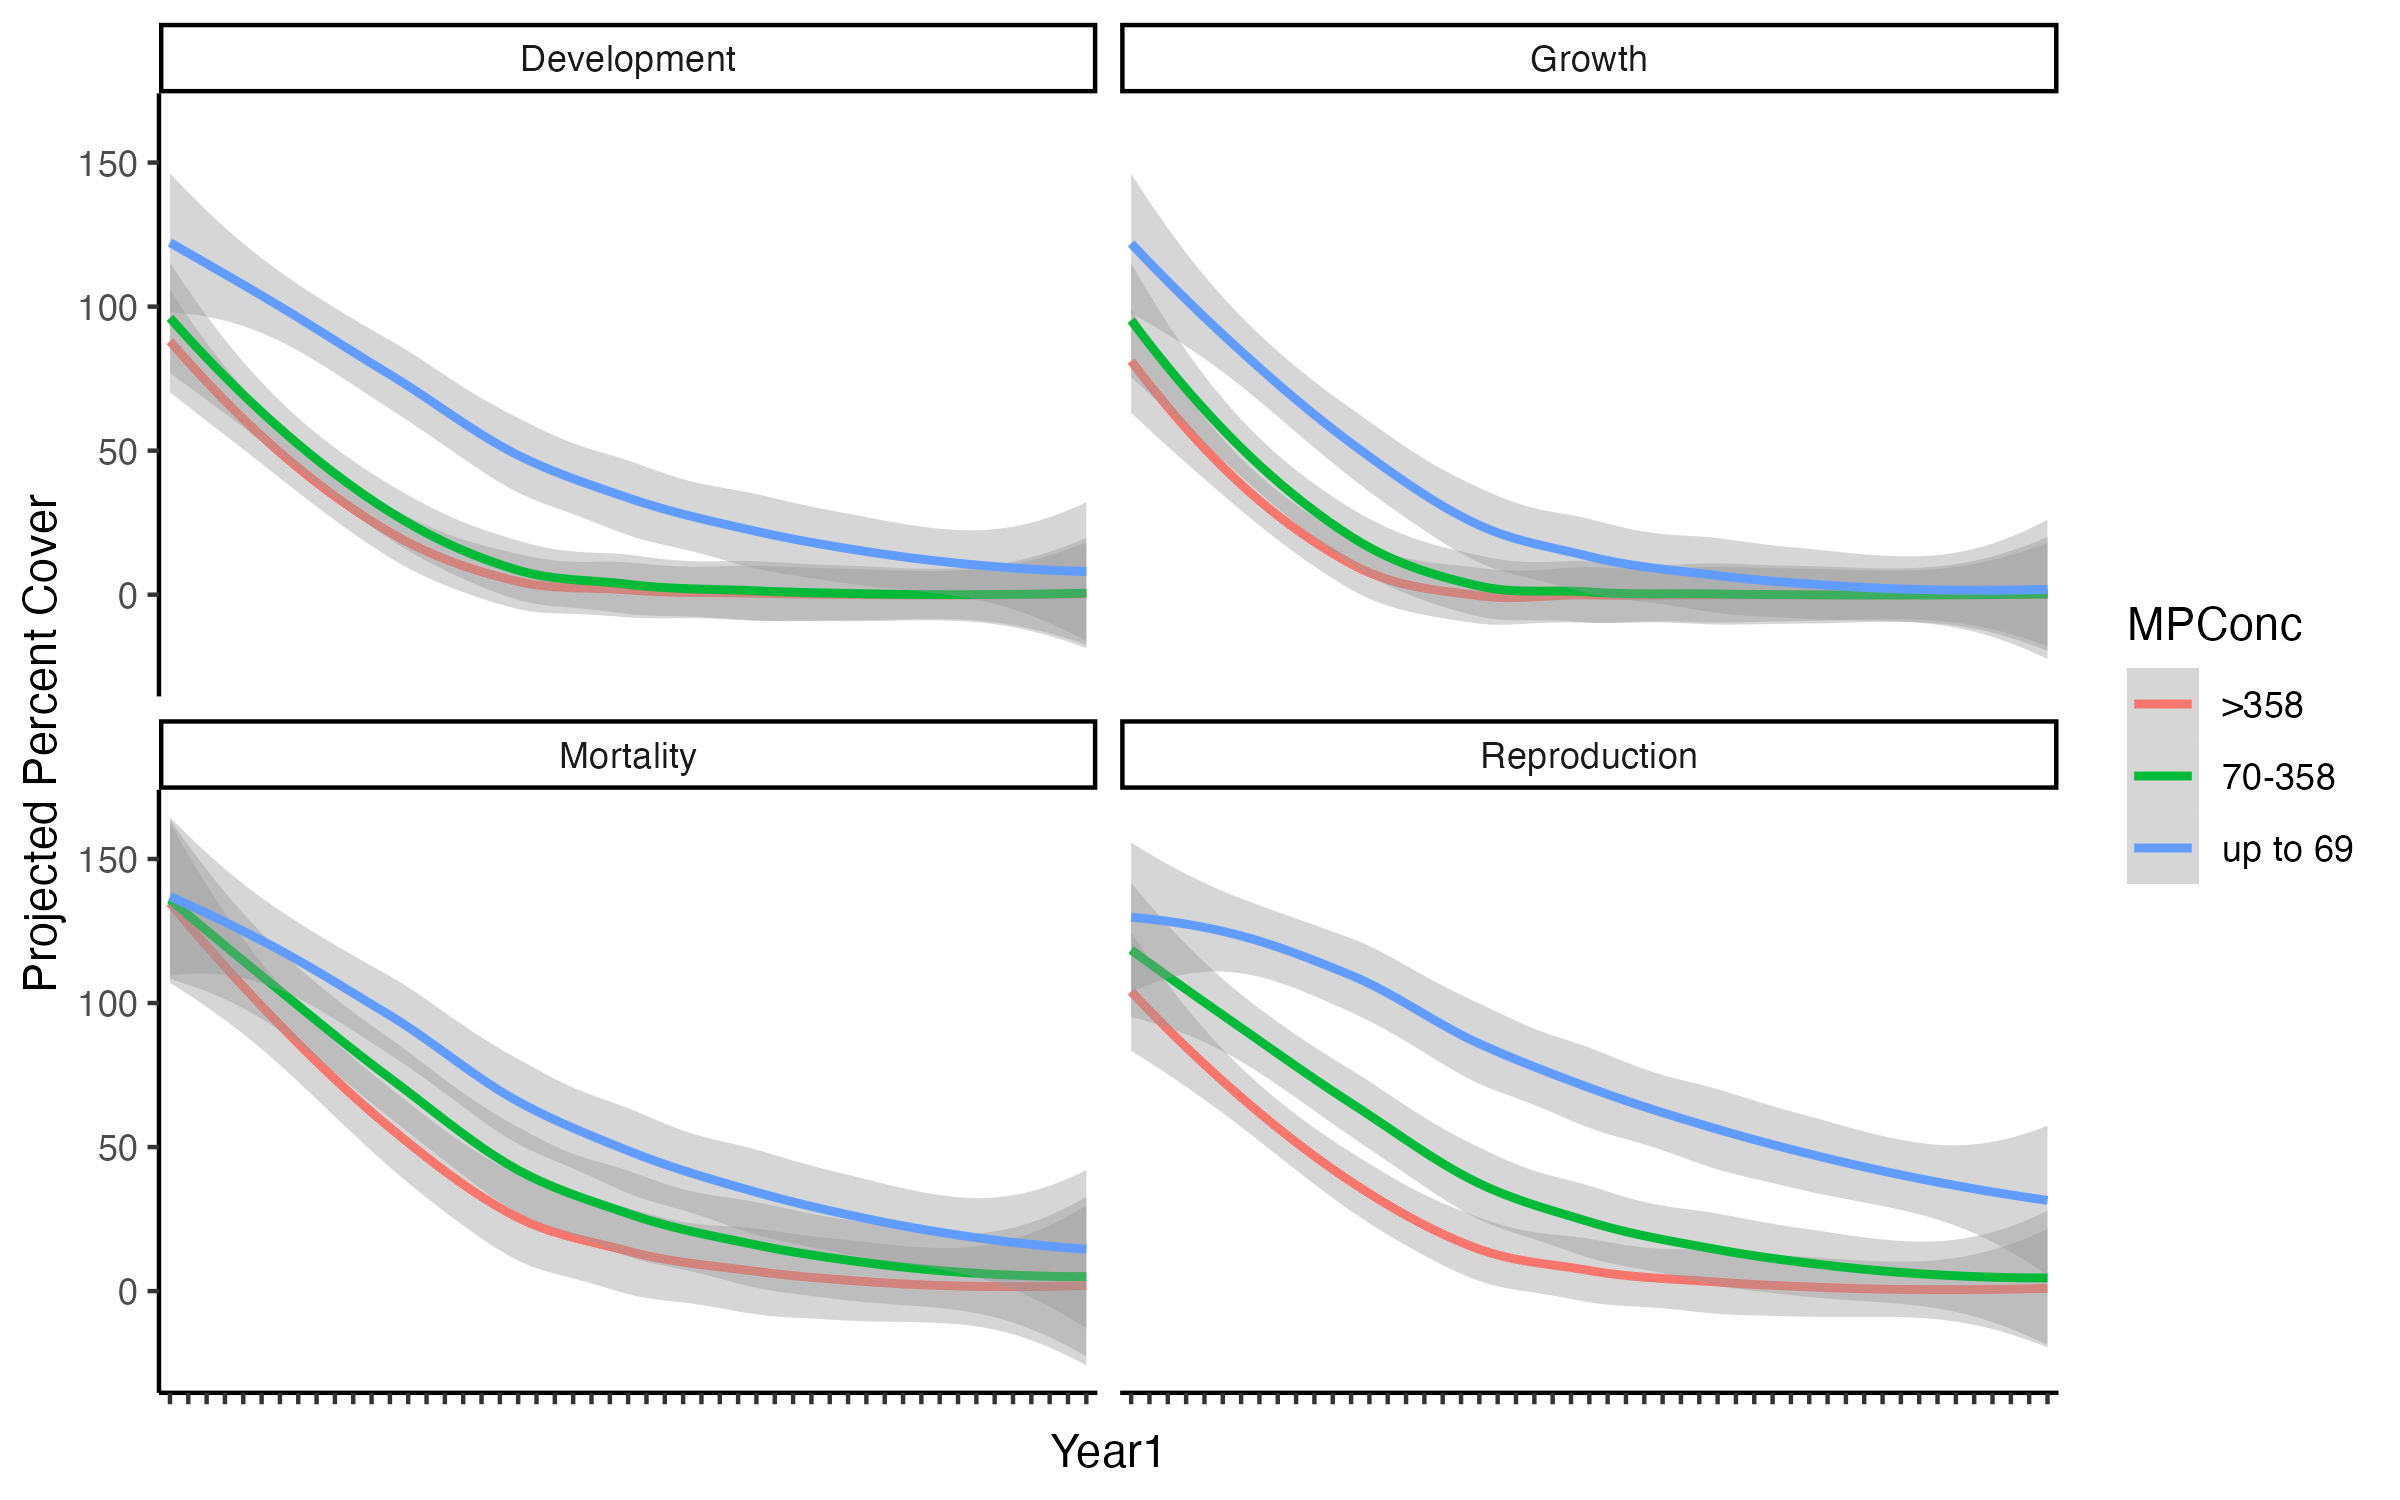 Development
Growth
150
100
50
0
Mortality
Reproduction
150
100
50
0
Projected Percent Cover
Year1
MPConc
>358
70-358
up to 69